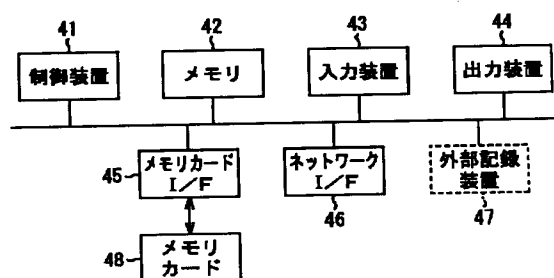 41
42
43
44
制御装置
メモリ
入力装置
出力装置
45
メモリカード
I/F
ネットワーク
I/F
46
外部記録
装置
47
48
メモリ
カード